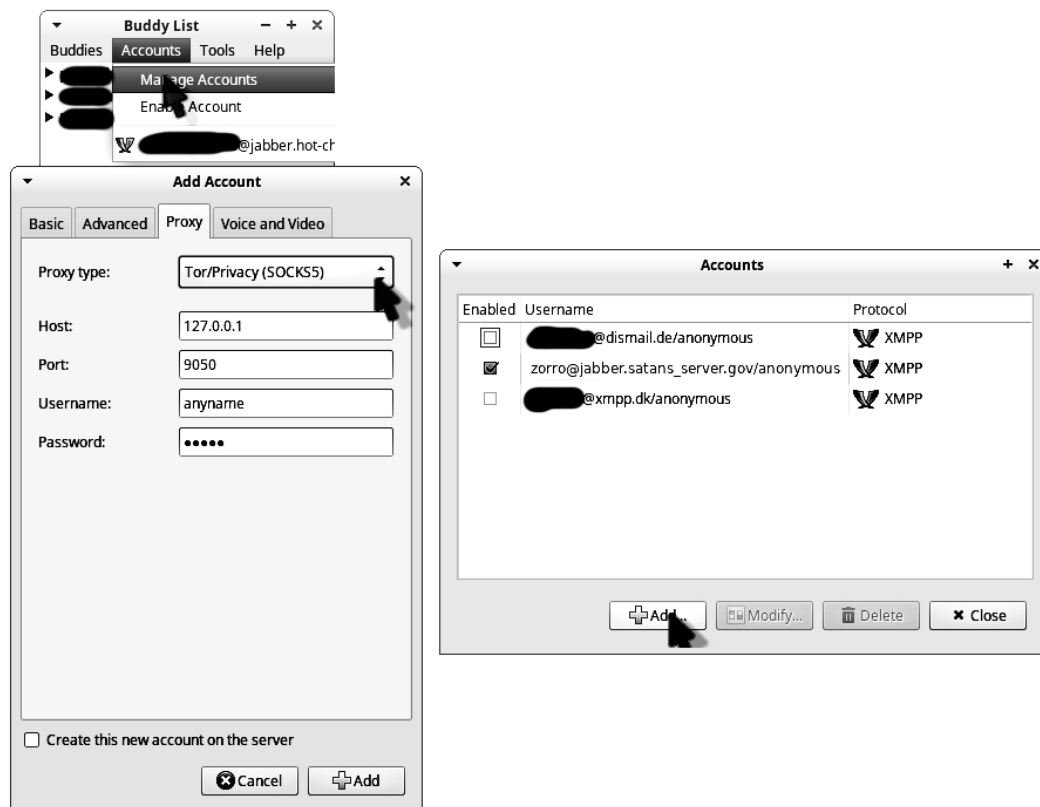 Buddy List
Buddies Accounts Tools Help
Manage Accounts
Enable Account
@jabber.hot-ch
Add Account
Basic Advanced Proxy Voice and Video
Proxy type: Tor/Privacy (SOCKS5)
Host: 127.0.0.1
Port: 9050
Username: anyname
Password: •••••
Create this new account on the server
Cancel Add
Accounts
Enabled Username Protocol
@dismail.de/anonymous XMPP
zorro@jabber.satans_server.gov/anonymous XMPP
@xmpp.dk/anonymous XMPP
Add... Modify... Delete Close